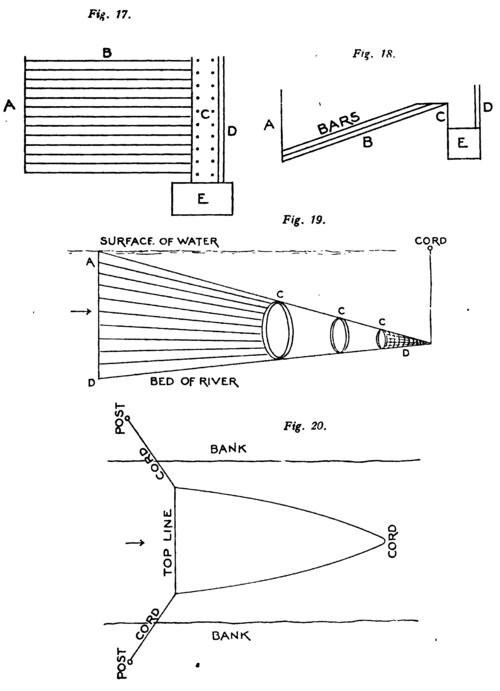 Fig. 17.
B
A
C
D
E
Fig. 18.
A
BARS
B
C
D
E
Fig. 19.
SURFACE OF WATER
CORD
A
C
C
C
D
D
BED OF RIVER
Fig. 20.
POST
CORD
BANK
TOP LINE
CORD
CORD
POST
BANK